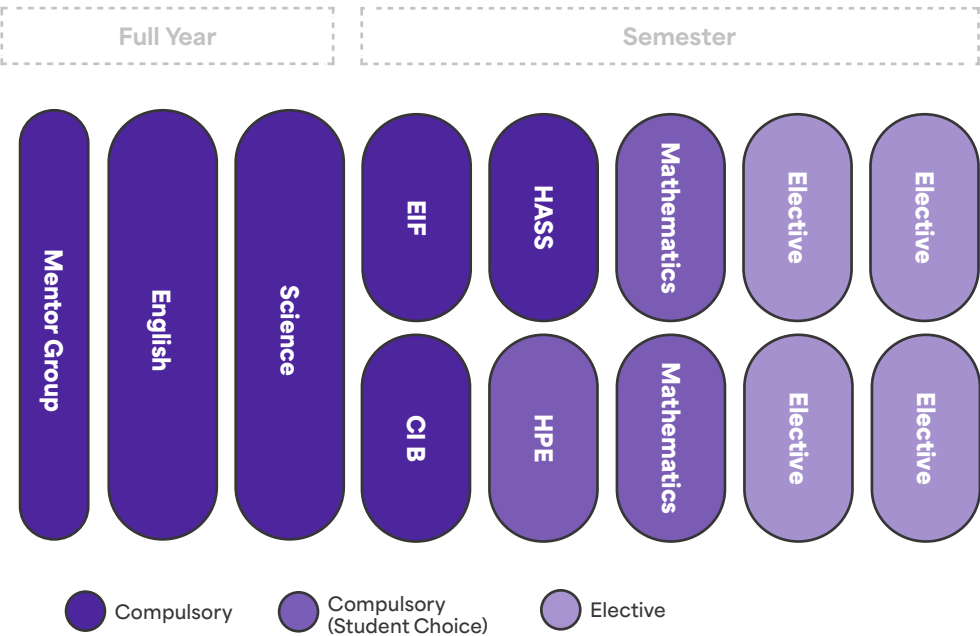 Full Year
Semester
Mentor Group
English
Science
EIF
HASS
Mathematics
Elective
Elective
CI B
HPE
Mathematics
Elective
Elective
Compulsory
Compulsory
(Student Choice)
Elective